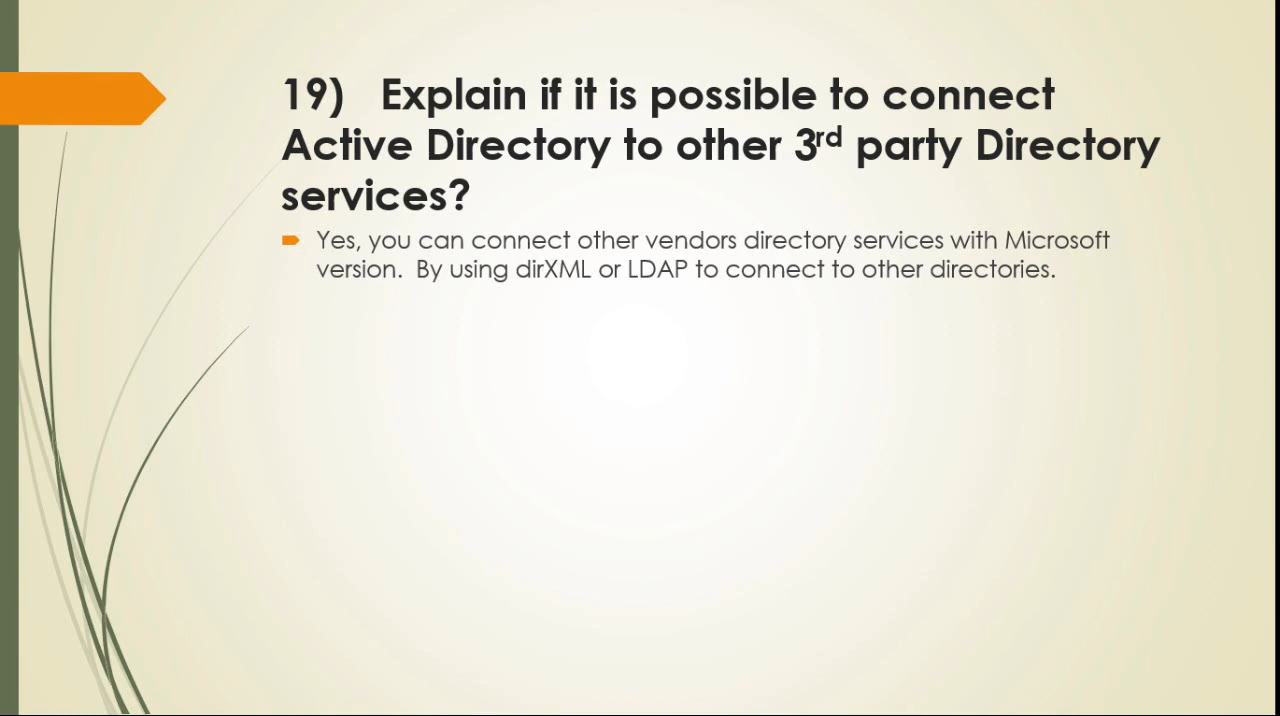 19)   Explain if it is possible to connect
Active Directory to other 3rd party Directory
services?
Yes, you can connect other vendors directory services with Microsoft
version.  By using dirXML or LDAP to connect to other directories.